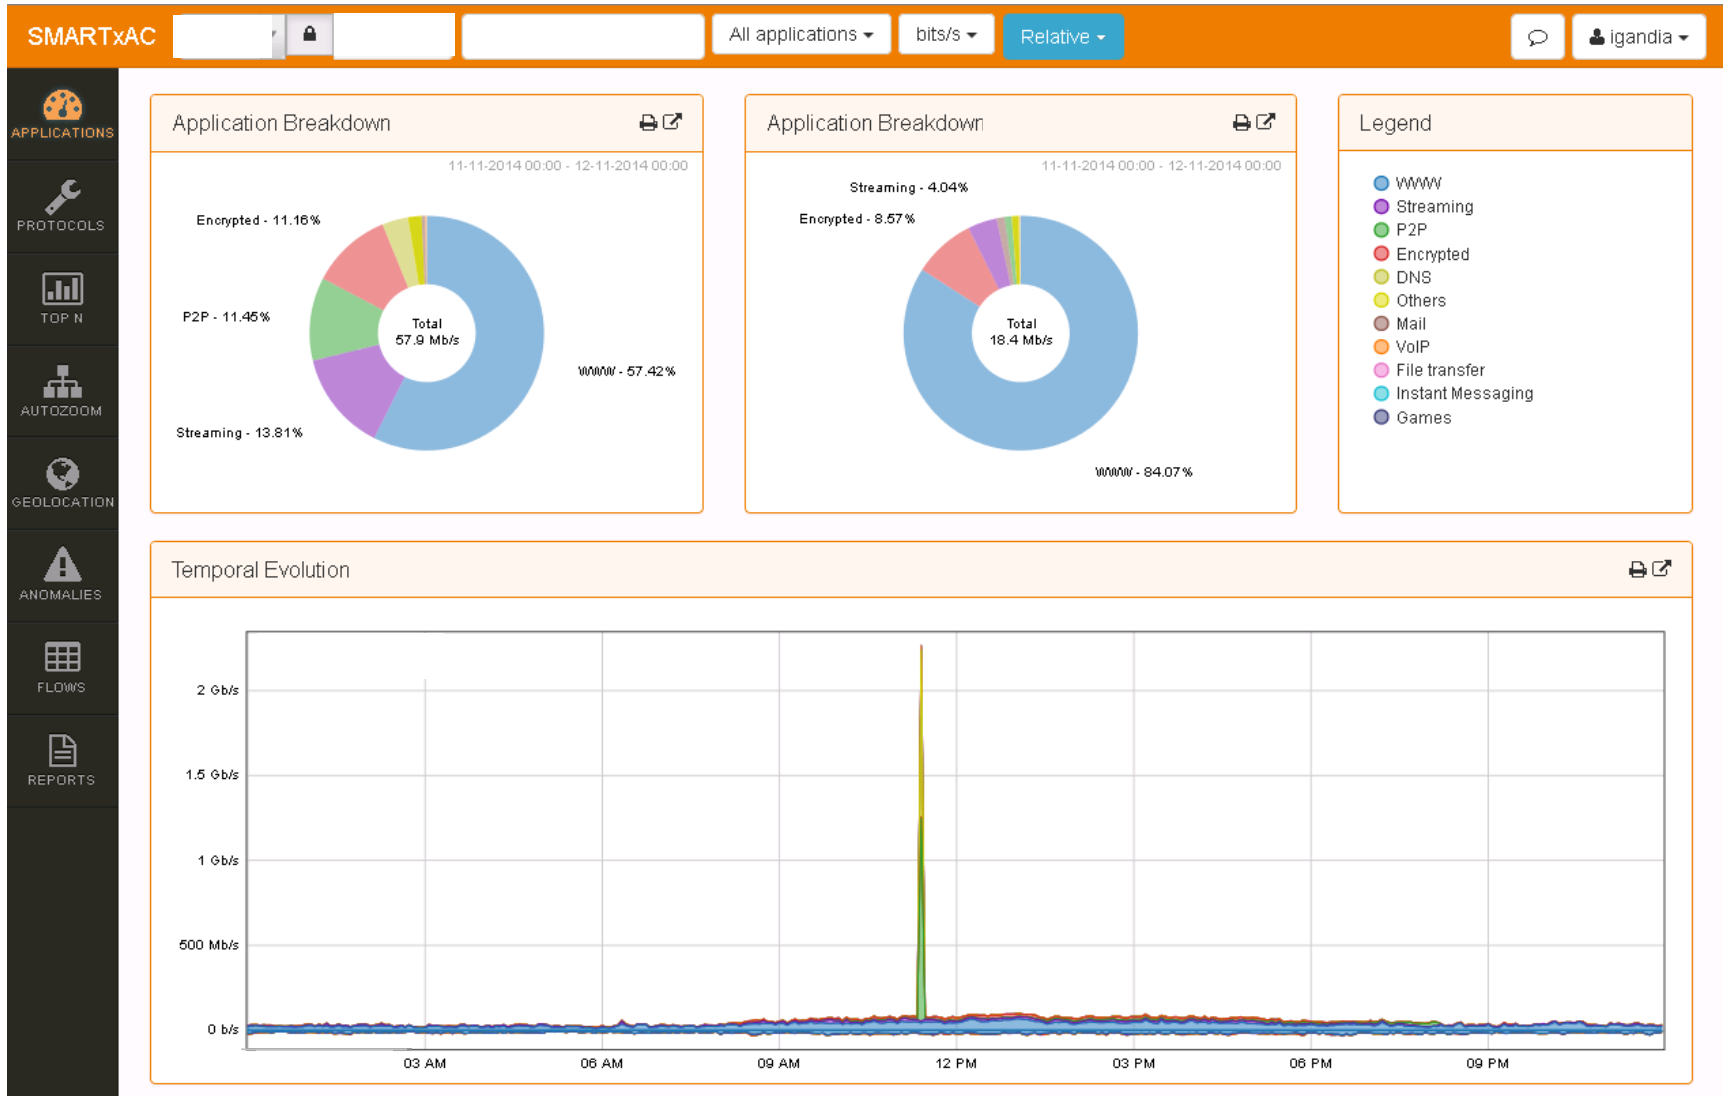 SMARTxAC
All applications
bits/s
Relative
igandia
APPLICATIONS
PROTOCOLS
TOP N
AUTOZOOM
GEOLOCATION
ANOMALIES
FLOWS
REPORTS
Application Breakdown
11-11-2014 00:00 - 12-11-2014 00:00
Encrypted - 11.16%
P2P - 11.45%
Total
57.9 Mb/s
WWW - 57.42%
Streaming - 13.81%
Application Breakdown
11-11-2014 00:00 - 12-11-2014 00:00
Streaming - 4.04%
Encrypted - 8.57%
Total
18.4 Mb/s
WWW - 84.07%
Legend
WWW
Streaming
P2P
Encrypted
DNS
Others
Mail
VoIP
File transfer
Instant Messaging
Games
Temporal Evolution
2 Gb/s
1.5 Gb/s
1 Gb/s
500 Mb/s
0 b/s
03 AM 06 AM 09 AM 12 PM 03 PM 06 PM 09 PM